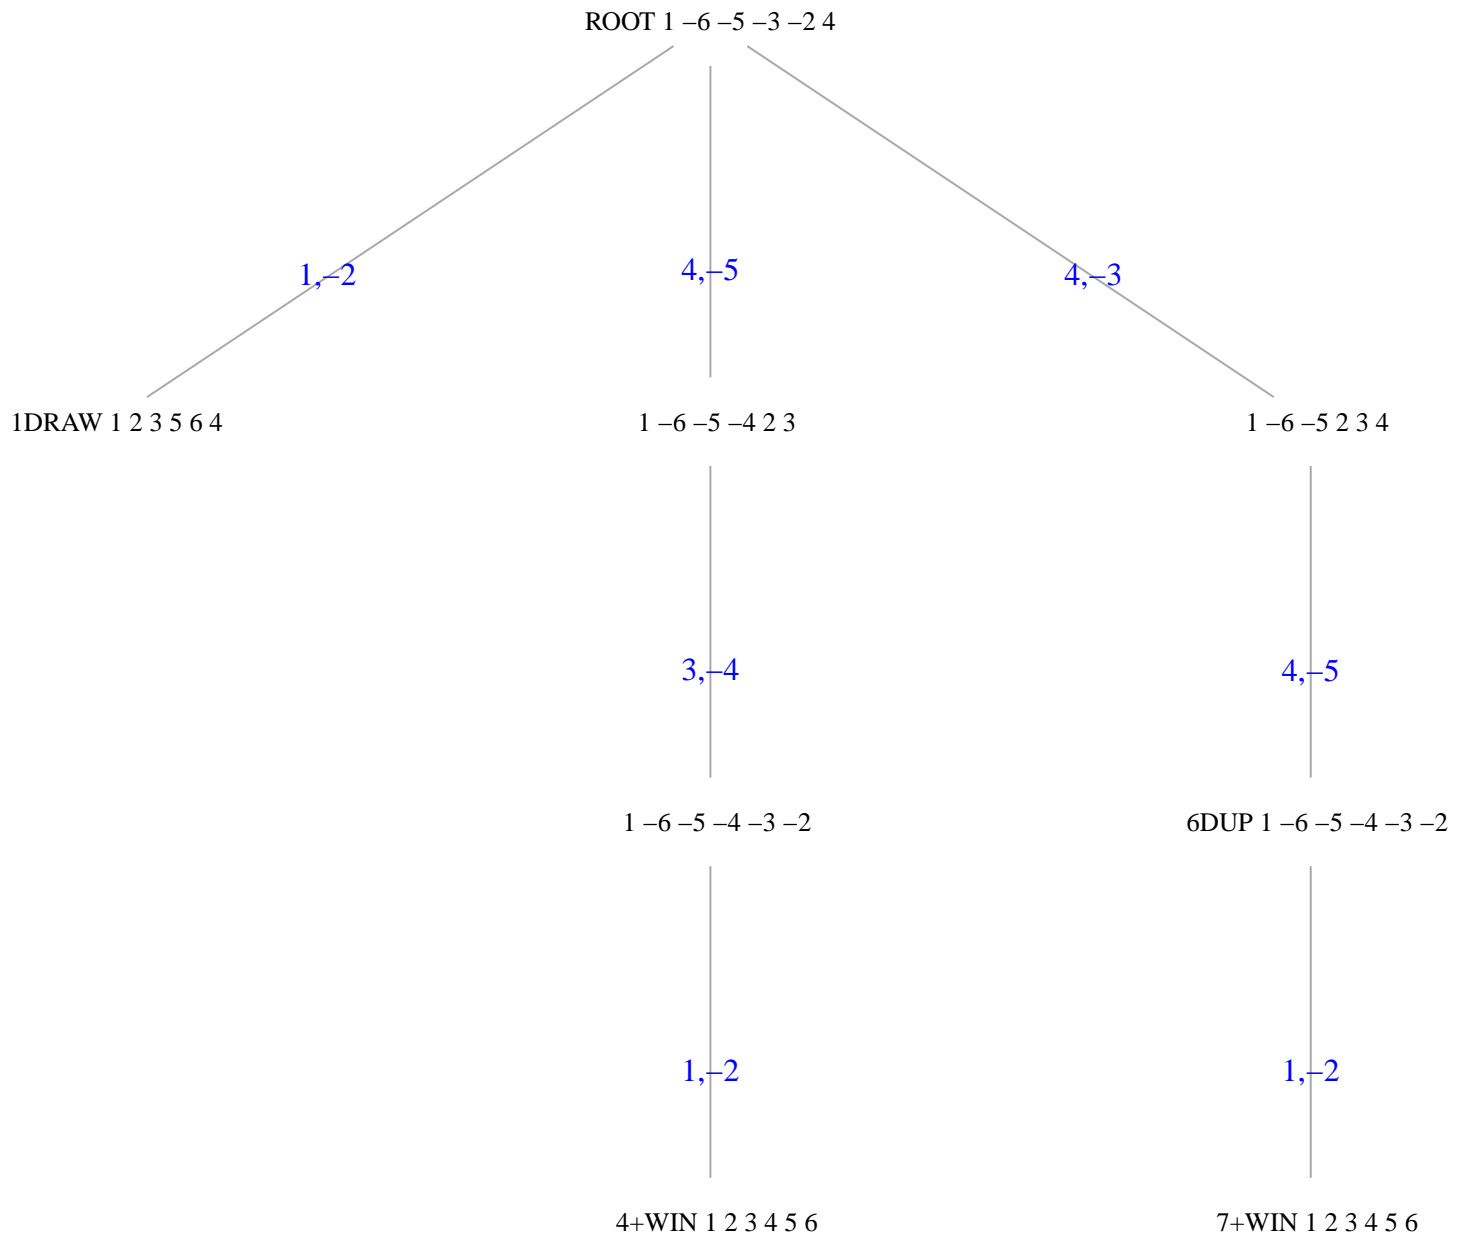 ROOT 1 –6 –5 –3 –2 4
1,–2
4,–5
4,–3
1DRAW 1 2 3 5 6 4
1 –6 –5 –4 2 3
1 –6 –5 2 3 4
3,–4
4,–5
1 –6 –5 –4 –3 –2
6DUP 1 –6 –5 –4 –3 –2
1,–2
1,–2
4+WIN 1 2 3 4 5 6
7+WIN 1 2 3 4 5 6